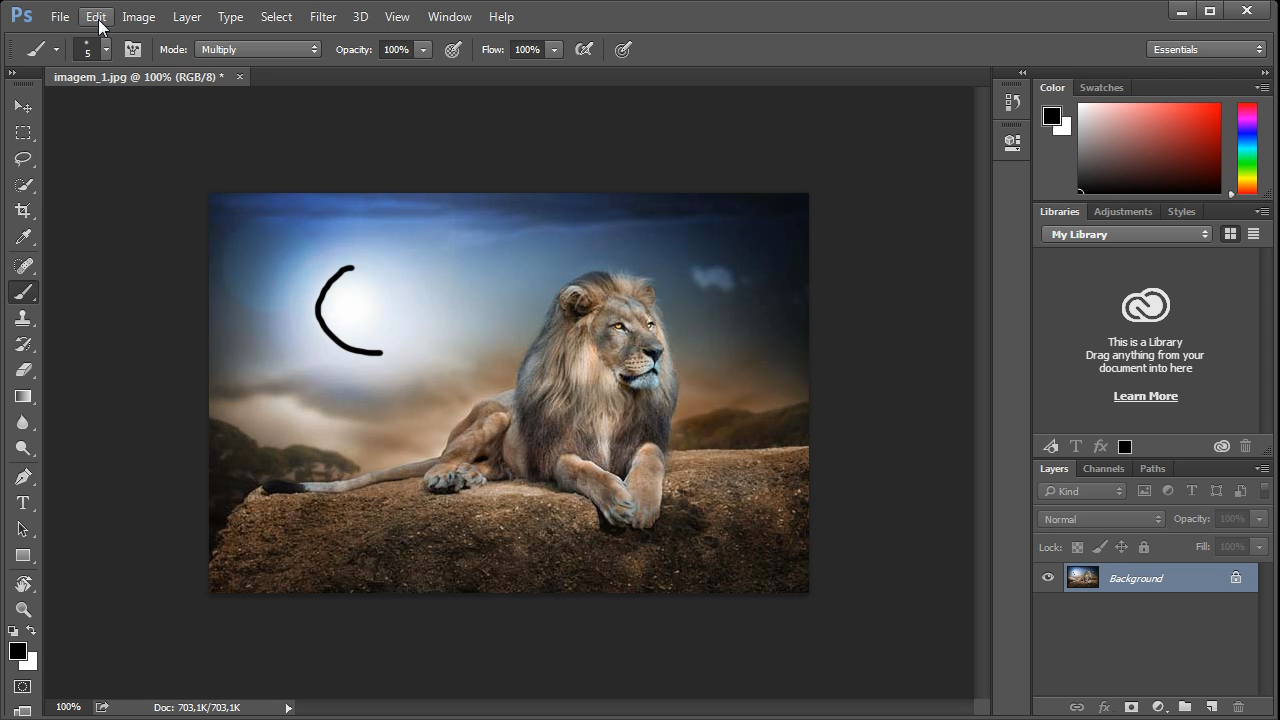 Ps File Edit Image Layer Type Select Filter 3D View Window Help
5 Mode: Multiply Opacity: 100% Flow: 100% Essentials
imagem_1.jpg @ 100% (RGB/8) * ×
Color Swatches
Libraries Adjustments Styles
My Library
This is a Library
Drag anything from your
document into here
Learn More
T fx
Layers Channels Paths
Kind T
Normal Opacity: 100%
Lock: Fill: 100%
Background
100% Doc: 703,1K/703,1K
fx